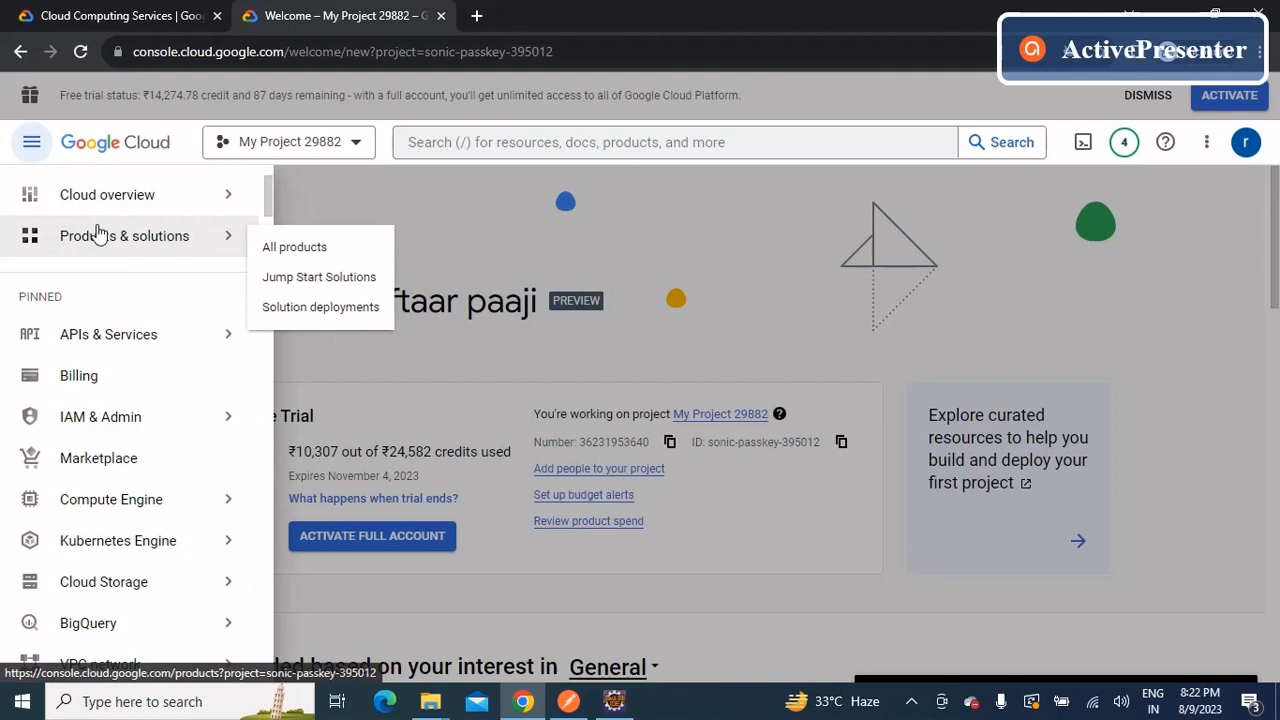 Cloud Computing Services | Goo
Welcome – My Project 29882 – G
ActivePresenter
console.cloud.google.com/welcome/new?project=sonic-passkey-395012
Free trial status: ₹14,274.78 credit and 87 days remaining - with a full account, you'll get unlimited access to all of Google Cloud Platform.
DISMISS
ACTIVATE
Google Cloud
My Project 29882
Search (/) for resources, docs, products, and more
Search
4
r
Cloud overview
Products & solutions
All products
Jump Start Solutions
Solution deployments
PINNED
APIs & Services
Billing
IAM & Admin
Marketplace
Compute Engine
Kubernetes Engine
Cloud Storage
BigQuery
VPC network
ftaar paaji
PREVIEW
e Trial
₹10,307 out of ₹24,582 credits used
Expires November 4, 2023
What happens when trial ends?
ACTIVATE FULL ACCOUNT
You're working on project My Project 29882
Number: 36231953640
ID: sonic-passkey-395012
Add people to your project
Set up budget alerts
Review product spend
Explore curated
resources to help you
build and deploy your
first project
ed based on your interest in General
https://console.cloud.google.com/products?project=sonic-passkey-395012
Type here to search
33°C Haze
ENG
IN
8:22 PM
8/9/2023
3